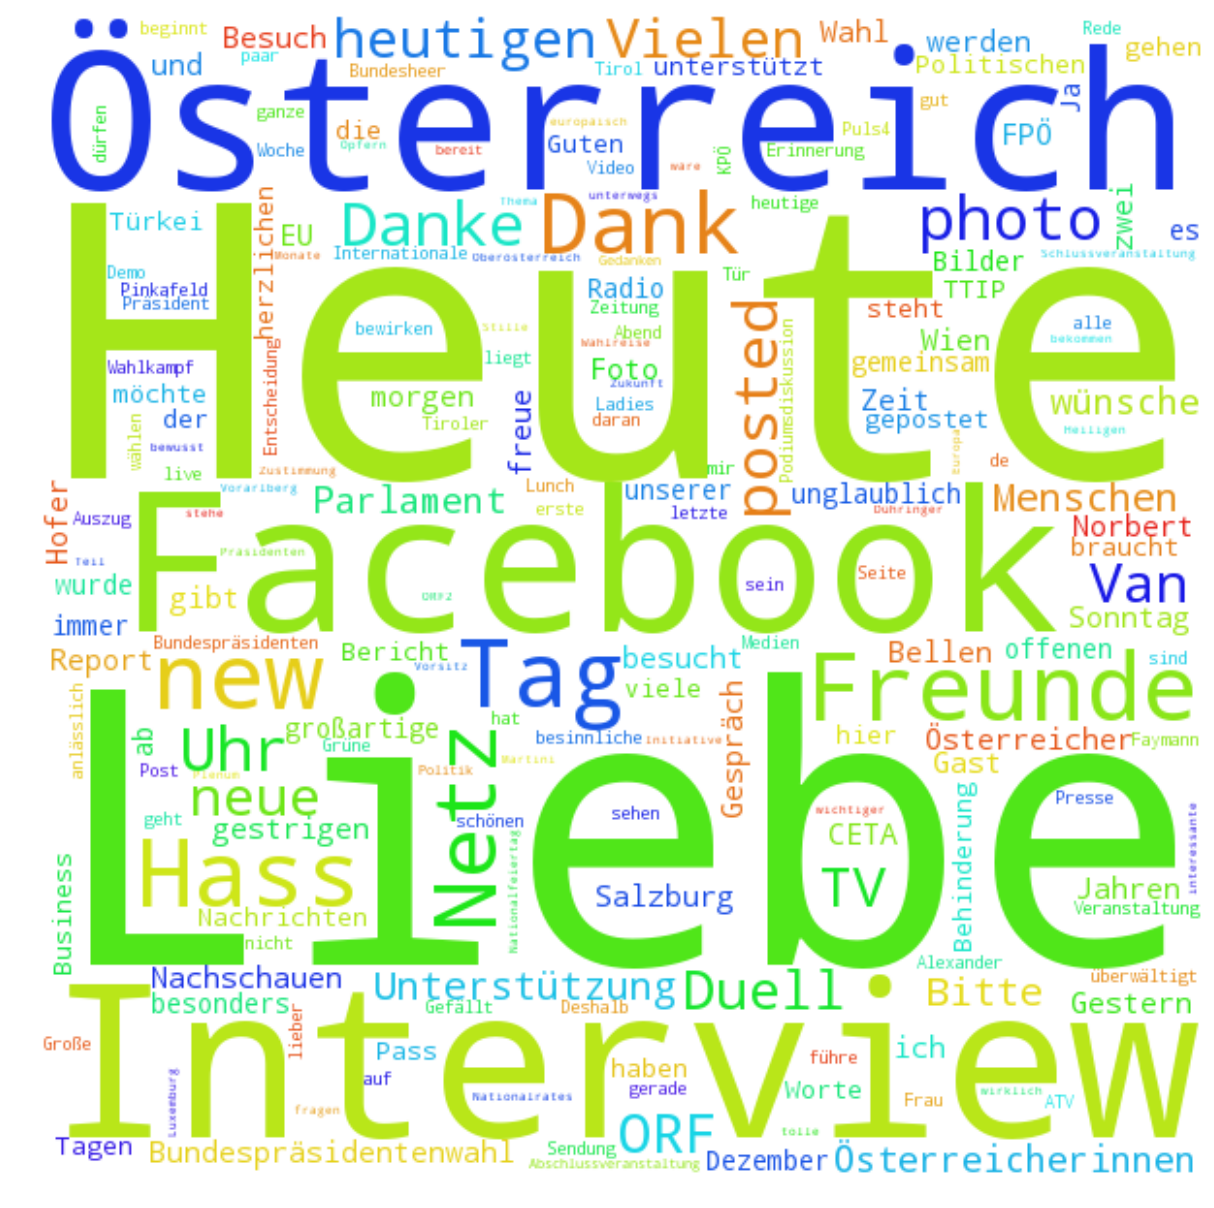 beginnt
Besuch
heutigen
Vielen
Wahl
Rede
werden
gehen
und
paar
Bundesheer
Tirol
unterstützt
Politischen
Österreich
dürfen
ganze
die
europäisch
Guten
Puls4
gut
Ja
FPÖ
Woche
Opfern
bereit
Video
wäre
KPÖ
Erinnerung
Türkei
herzlichen
EU
Danke
Thema
Dank
unterwegs
heutige
photo
zwei
es
Monate
Internationale
Oberösterreich
Gedanken
Tür
Bilder
Schlussveranstaltung
Heute
Demo
Pinkafeld
Präsident
Radio
Zeitung
TTIP
bewirken
Stille
Abend
Wahlreise
posted
Podiumsdiskussion
steht
Wien
alle
bekommen
Wahlkampf
Entscheidung
liegt
Foto
Zukunft
gemeinsam
möchte
der
morgen
Tiroler
freue
Ladies
daran
Zeit
gepostet
wünsche
Heiligen
wählen
bewusst
live
Zustimmung
mir
Europa
de
Vorarlberg
Hofer
Auszug
stehe
Parlament
Lunch
erste
unserer
letzte
unglaublich
Düringer
Menschen
Norbert
braucht
Facebook
Teil
Präsidenten
wurde
gibt
ORF2
sein
Seite
Van
Sonntag
immer
Bundespräsidenten
Bericht
Vorsitz
Medien
Bellen
offenen
sind
Report
new
Tag
besucht
viele
Freunde
anlässlich
ab
Uhr
großartige
Grüne
hat
besinnliche
Initiative
Gespräch
hier
Österreicher
Faymann
Post
Plenum
Politik
Martini
Netz
Gast
neue
geht
gestrigen
schönen
sehen
wichtiger
CETA
Presse
interessante
Liebe
Hass
Nationalfeiertag
Salzburg
TV
Behinderung
Jahren
Veranstaltung
Business
Nachrichten
nicht
Nachschauen
Unterstützung
Duell
Alexander
Bitte
überwältigt
besonders
Gefällt
Deshalb
Gestern
Interview
Große
lieber
Pass
führe
ich
auf
haben
gerade
Worte
Frau
wirklich
ATV
Luxemburg
fragen
Nationalrates
tolle
Tagen
Bundespräsidentenwahl
Sendung
ORF
Abschlussveranstaltung
Dezember
Österreicherinnen